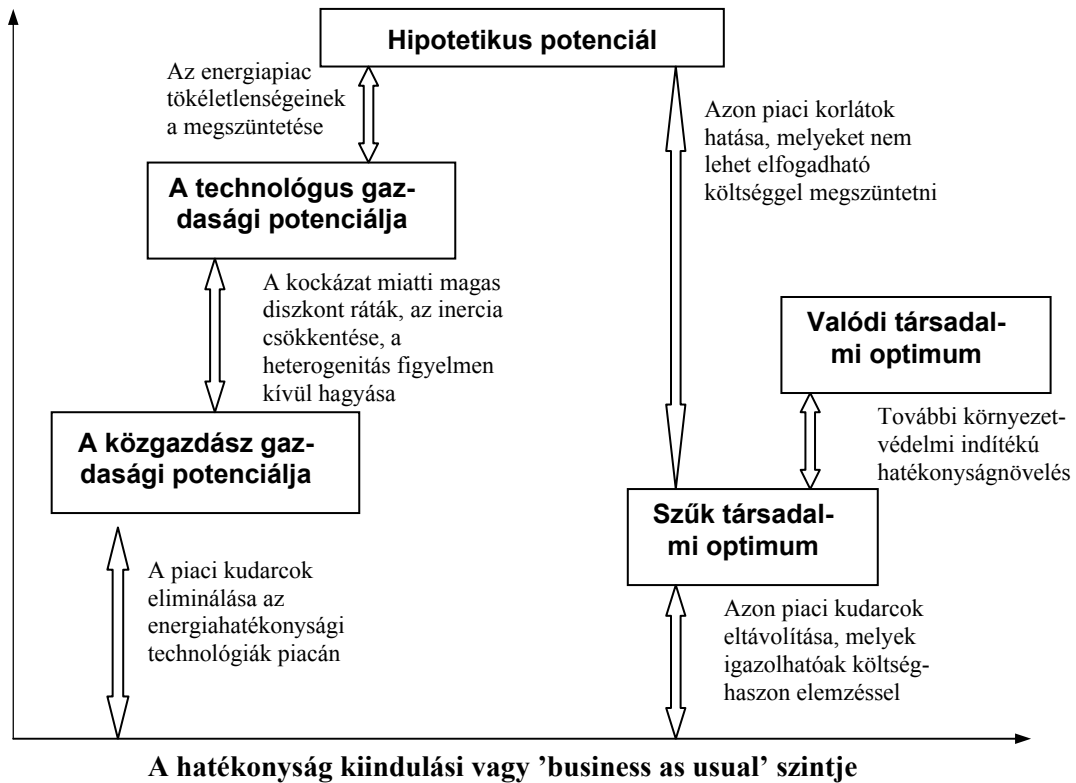 Hipotetikus potenciál
Az energiapiac
tökéletlenségeinek
a megszüntetése
Azon piaci korlátok
hatása, melyeket nem
lehet elfogadható
költséggel megszüntetni
A technológus gaz-
dasági potenciálja
A kockázat miatti magas
diszkont ráták, az inercia
csökkentése, a
heterogenitás figyelmen
kívül hagyása
Valódi társadal-
mi optimum
A közgazdász gaz-
dasági potenciálja
További környezet-
védelmi indítékú
hatékonyságnövelés
Szűk társadal-
mi optimum
A piaci kudarcok
eliminálása az
energiahatékonysági
technológiák piacán
Azon piaci kudarcok
eltávolítása, melyek
igazolhatóak költség-
haszon elemzéssel
A hatékonyság kiindulási vagy ’business as usual’ szintje